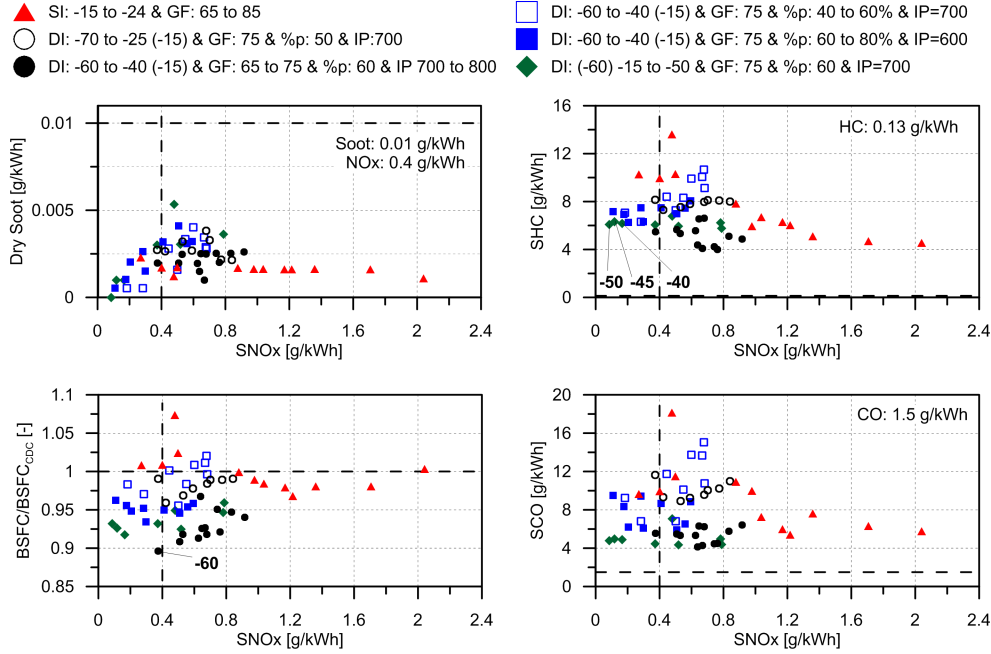 SI: -15 to -24 & GF: 65 to 85
DI: -70 to -25 (-15) & GF: 75 & %p: 50 & IP:700
DI: -60 to -40 (-15) & GF: 65 to 75 & %p: 60 & IP 700 to 800
DI: -60 to -40 (-15) & GF: 75 & %p: 40 to 60% & IP=700
DI: -60 to -40 (-15) & GF: 75 & %p: 60 to 80% & IP=600
DI: (-60) -15 to -50 & GF: 75 & %p: 60 & IP=700
Dry Soot [g/kWh]
0.01
0.005
0
Soot: 0.01 g/kWh
NOx: 0.4 g/kWh
0 0.4 0.8 1.2 1.6 2 2.4
SNOx [g/kWh]
SHC [g/kWh]
16
12
8
4
0
HC: 0.13 g/kWh
-50 -45 -40
0 0.4 0.8 1.2 1.6 2 2.4
SNOx [g/kWh]
BSFC/BSFCCDC [-]
1.1
1.05
1
0.95
0.9
0.85
-60
0 0.4 0.8 1.2 1.6 2 2.4
SNOx [g/kWh]
SCO [g/kWh]
20
16
12
8
4
0
CO: 1.5 g/kWh
0 0.4 0.8 1.2 1.6 2 2.4
SNOx [g/kWh]